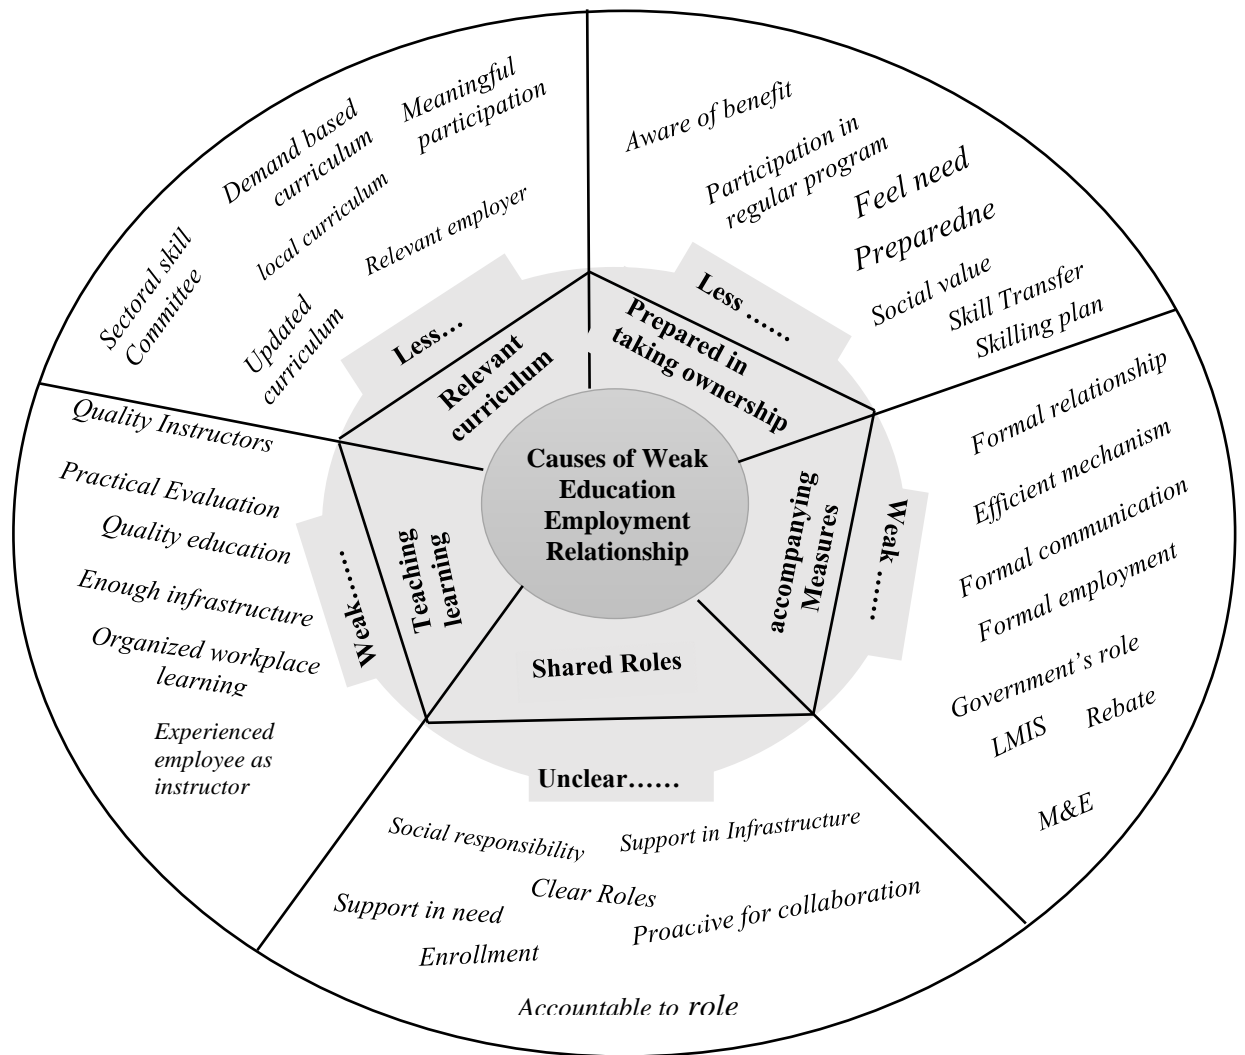 Meaningful
participation
Demand based
curriculum
local curriculum
Relevant employer
Sectoral skill
Committee
Updated
curriculum
Less…
Relevant
curriculum
Aware of benefit
Participation in
regular program
Feel need
Preparedne
Social value
Skill Transfer
Skilling plan
Less ……
Prepared in
taking ownership
Causes of Weak
Education
Employment
Relationship
Quality Instructors
Practical Evaluation
Quality education
Enough infrastructure
Organized workplace
learning
Experienced
employee as
instructor
Weak……
Teaching
learning
Formal relationship
Efficient mechanism
Formal communication
Formal employment
Government’s role
LMIS
Rebate
M&E
Weak ……
accompanying
Measures
Shared Roles
Unclear……
Social responsibility
Support in Infrastructure
Clear Roles
Support in need
Proactive for collaboration
Enrollment
Accountable to role